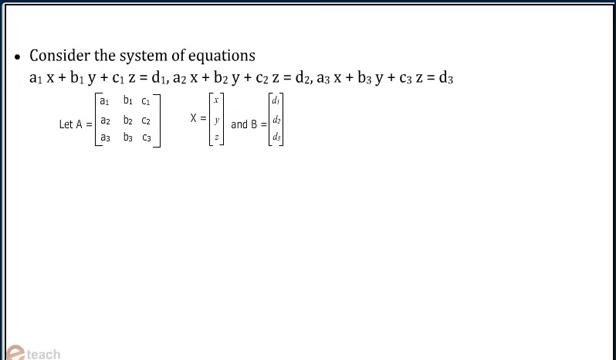 • Consider the system of equations
a₁ x + b₁ y + c₁ z = d₁, a₂ x + b₂ y + c₂ z = d₂, a₃ x + b₃ y + c₃ z = d₃
Let A = [a₁ b₁ c₁ X = [x and B = [d₁
a₂ b₂ c₂ y d₂
a₃ b₃ c₃] z] d₃]
e teach